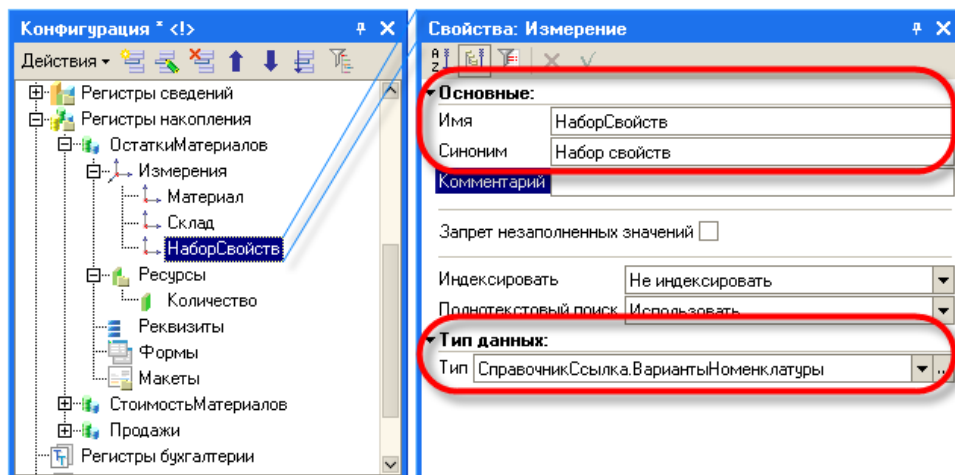 Конфигурация * <!>
Действия
Регистры сведений
Регистры накопления
ОстаткиМатериалов
Измерения
Материал
Склад
НаборСвойств
Ресурсы
Количество
Реквизиты
Формы
Макеты
СтоимостьМатериалов
Продажи
Регистры бухгалтерии
Свойства: Измерение
Основные:
Имя НаборСвойств
Синоним Набор свойств
Комментарий
Запрет незаполненных значений
Индексировать Не индексировать
Полнотекстовый поиск Использовать
Тип данных:
Тип СправочникСсылка.ВариантыНоменклатуры ...